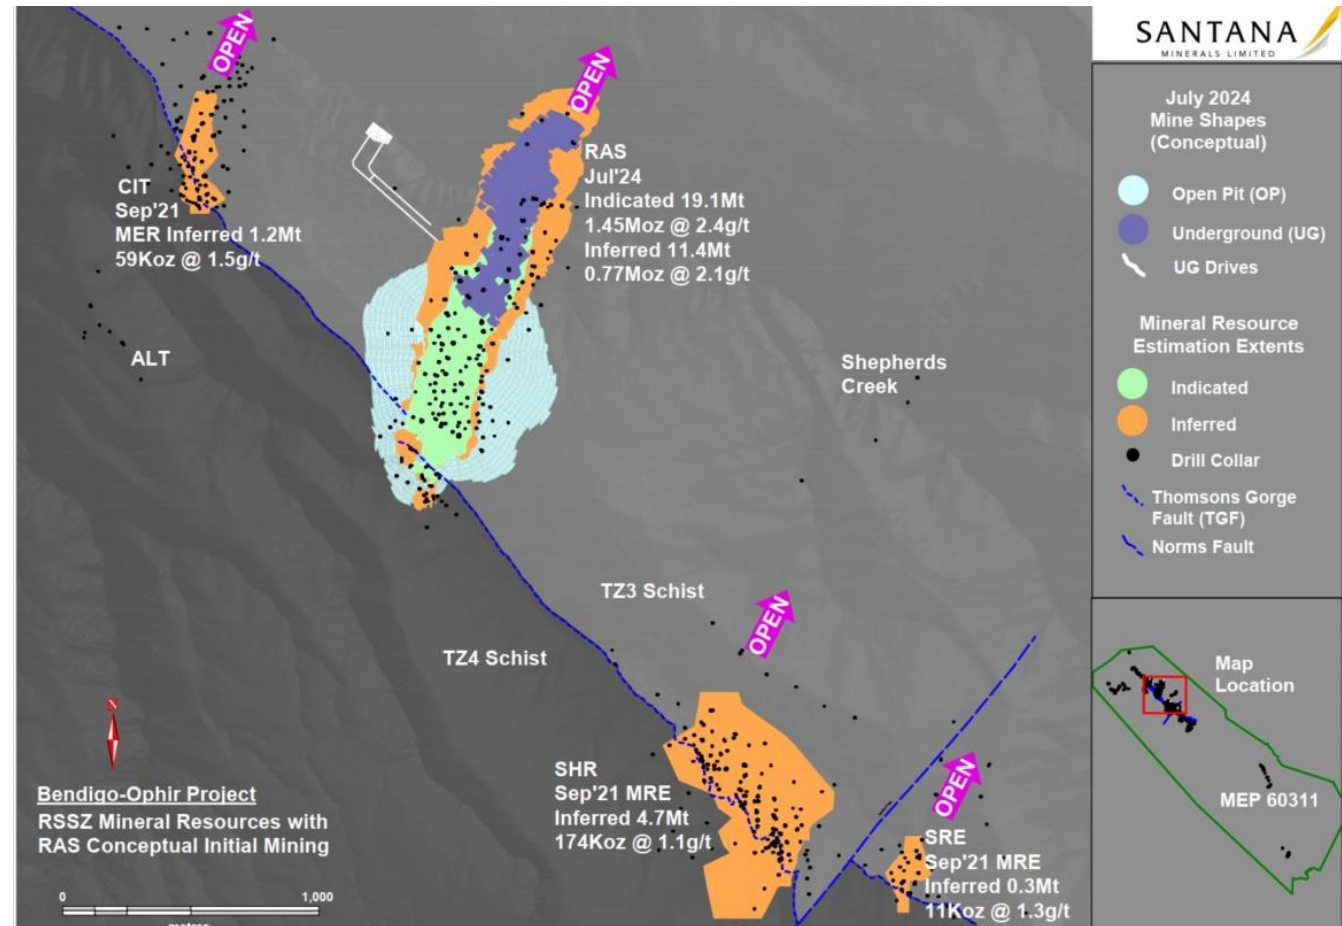 OPEN
OPEN
CIT
Sep'21
MER Inferred 1.2Mt
59Koz @ 1.5g/t
RAS
Jul'24
Indicated 19.1Mt
1.45Moz @ 2.4g/t
Inferred 11.4Mt
0.77Moz @ 2.1g/t
ALT
Shepherds
Creek
TZ3 Schist
OPEN
TZ4 Schist
SHR
Sep'21 MRE
Inferred 4.7Mt
174Koz @ 1.1g/t
OPEN
SRE
Sep'21 MRE
Inferred 0.3Mt
11Koz @ 1.3g/t
N
Bendigo-Ophir Project
RSSZ Mineral Resources with
RAS Conceptual Initial Mining
0 1,000
metres
SANTANA
MINERALS LIMITED
July 2024
Mine Shapes
(Conceptual)
Open Pit (OP)
Underground (UG)
UG Drives
Mineral Resource
Estimation Extents
Indicated
Inferred
Drill Collar
Thomsons Gorge
Fault (TGF)
Norms Fault
Map
Location
MEP 60311